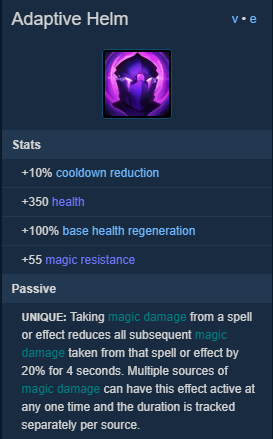 Adaptive Helm
v • e
Stats
+10% cooldown reduction
+350 health
+100% base health regeneration
+55 magic resistance
Passive
UNIQUE: Taking magic damage from a spell
or effect reduces all subsequent magic
damage taken from that spell or effect by
20% for 4 seconds. Multiple sources of
magic damage can have this effect active at
any one time and the duration is tracked
separately per source.